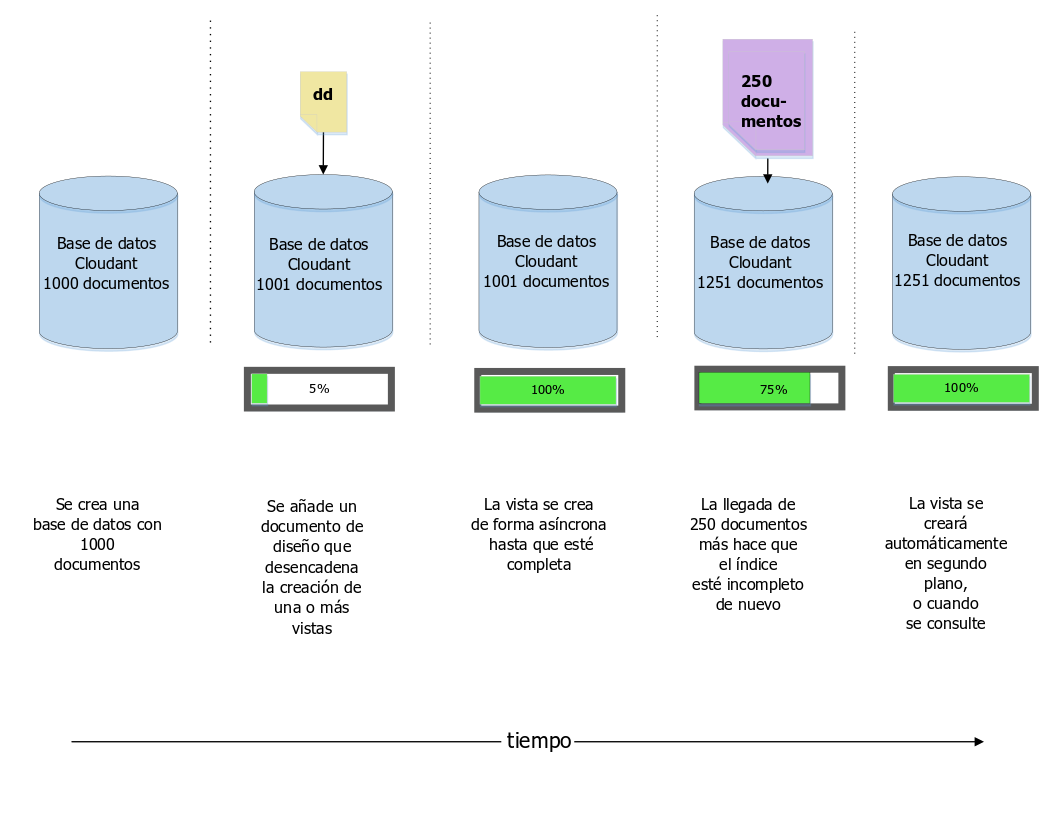 dd
250
docu-
mentos
Base de datos
Cloudant
1000 documentos
Base de datos
Cloudant
1001 documentos
Base de datos
Cloudant
1001 documentos
Base de datos
Cloudant
1251 documentos
Base de datos
Cloudant
1251 documentos
5%
100%
75%
100%
Se crea una
base de datos con
1000
documentos
Se añade un
documento de
diseño que
desencadena
la creación de
una o más
vistas
La vista se crea
de forma asíncrona
hasta que esté
completa
La llegada de
250 documentos
más hace que
el índice
esté incompleto
de nuevo
La vista se
creará
automáticamente
en segundo
plano,
o cuando
se consulte
tiempo